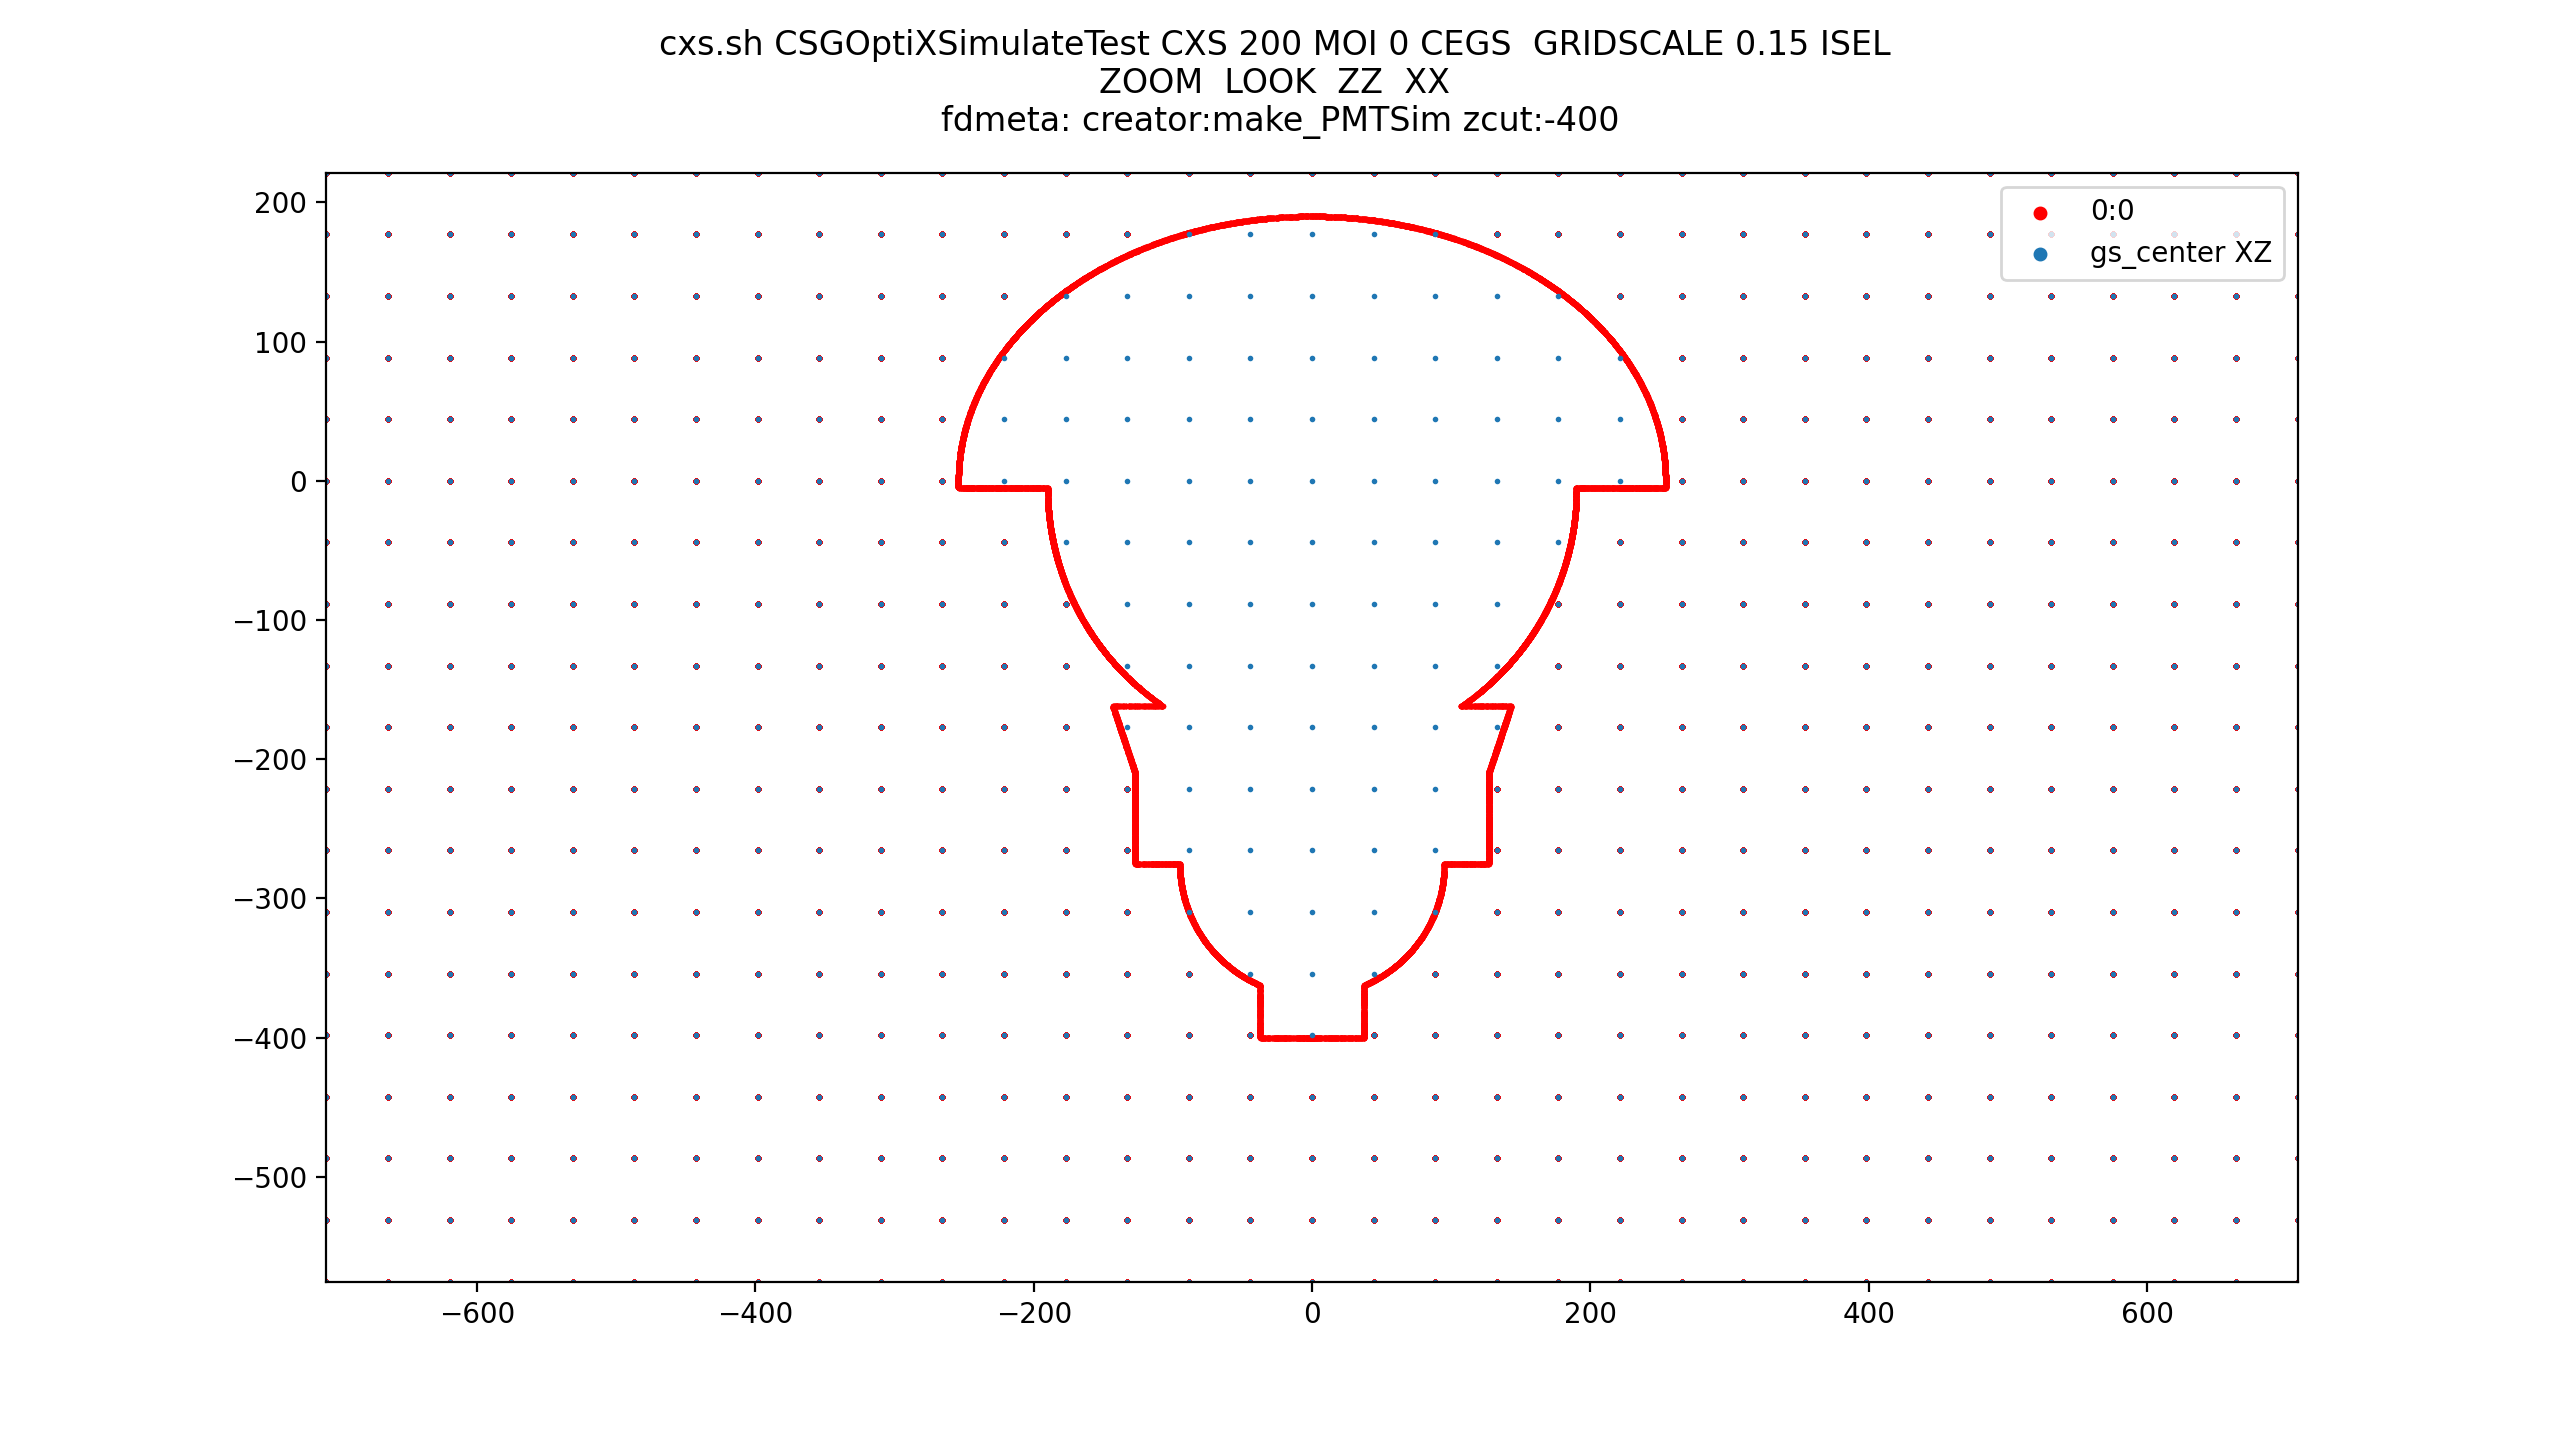 cxs.sh CSGOptiXSimulateTest CXS 200 MOI 0 CEGS  GRIDSCALE 0.15 ISEL
ZOOM  LOOK  ZZ  XX
fdmeta: creator:make_PMTSim zcut:-400
0:0
gs_center XZ
200
100
0
−100
−200
−300
−400
−500
−600 −400 −200 0 200 400 600